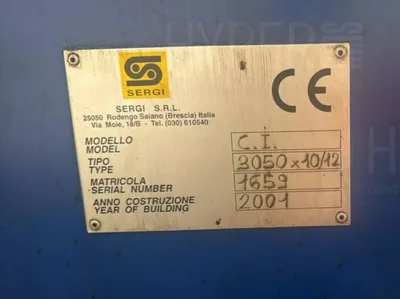 SERGI
SERGI S.R.L.
25050 Rodengo Saiano (Brescia) Italia
Via Moie, 18/B - Tel. (030) 610540
CE
MODELLO
MODEL
C.I.
TIPO
TYPE
3050x10/12
MATRICOLA
SERIAL NUMBER
1659
ANNO COSTRUZIONE
YEAR OF BUILDING
2001